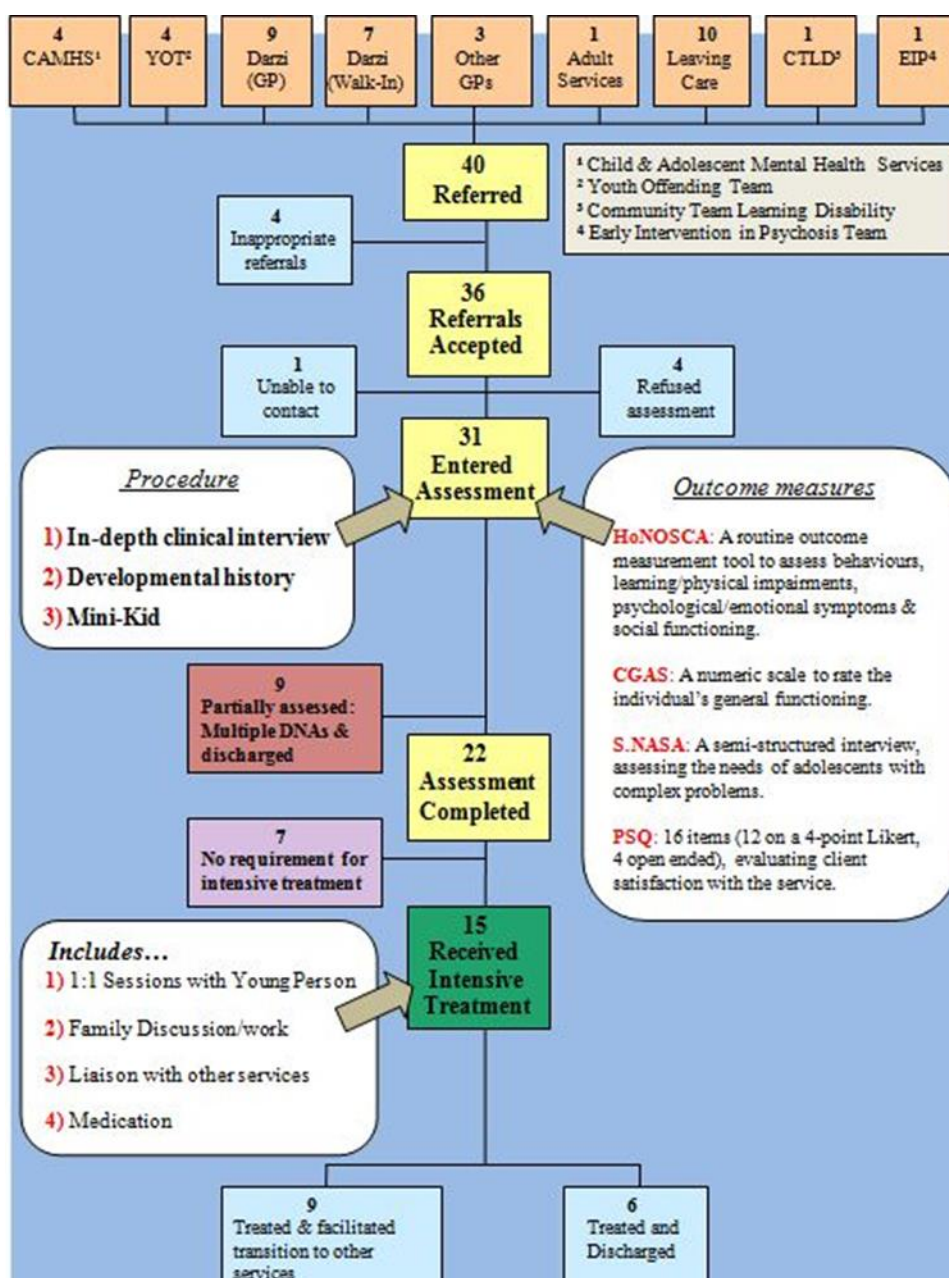 4
CAMHS¹
4
YOT²
9
Darzi
(GP)
7
Darzi
(Walk-In)
3
Other
GPs
1
Adult
Services
10
Leaving
Care
1
CTLD³
1
EIP⁴
40
Referred
¹ Child & Adolescent Mental Health Services
² Youth Offending Team
³ Community Team Learning Disability
⁴ Early Intervention in Psychosis Team
4
Inappropriate
referrals
36
Referrals
Accepted
1
Unable to
contact
4
Refused
assessment
31
Entered
Assessment
Procedure
1) In-depth clinical interview
2) Developmental history
3) Mini-Kid
Outcome measures
HoNOSCA: A routine outcome
measurement tool to assess behaviours,
learning/physical impairments,
psychological/emotional symptoms &
social functioning.
CGAS: A numeric scale to rate the
individual's general functioning.
S.NASA: A semi-structured interview,
assessing the needs of adolescents with
complex problems.
PSQ: 16 items (12 on a 4-point Likert,
4 open ended), evaluating client
satisfaction with the service.
9
Partially assessed:
Multiple DNAs &
discharged
22
Assessment
Completed
7
No requirement for
intensive treatment
15
Received
Intensive
Treatment
Includes...
1) 1:1 Sessions with Young Person
2) Family Discussion/work
3) Liaison with other services
4) Medication
9
Treated & facilitated
transition to other
services
6
Treated and
Discharged